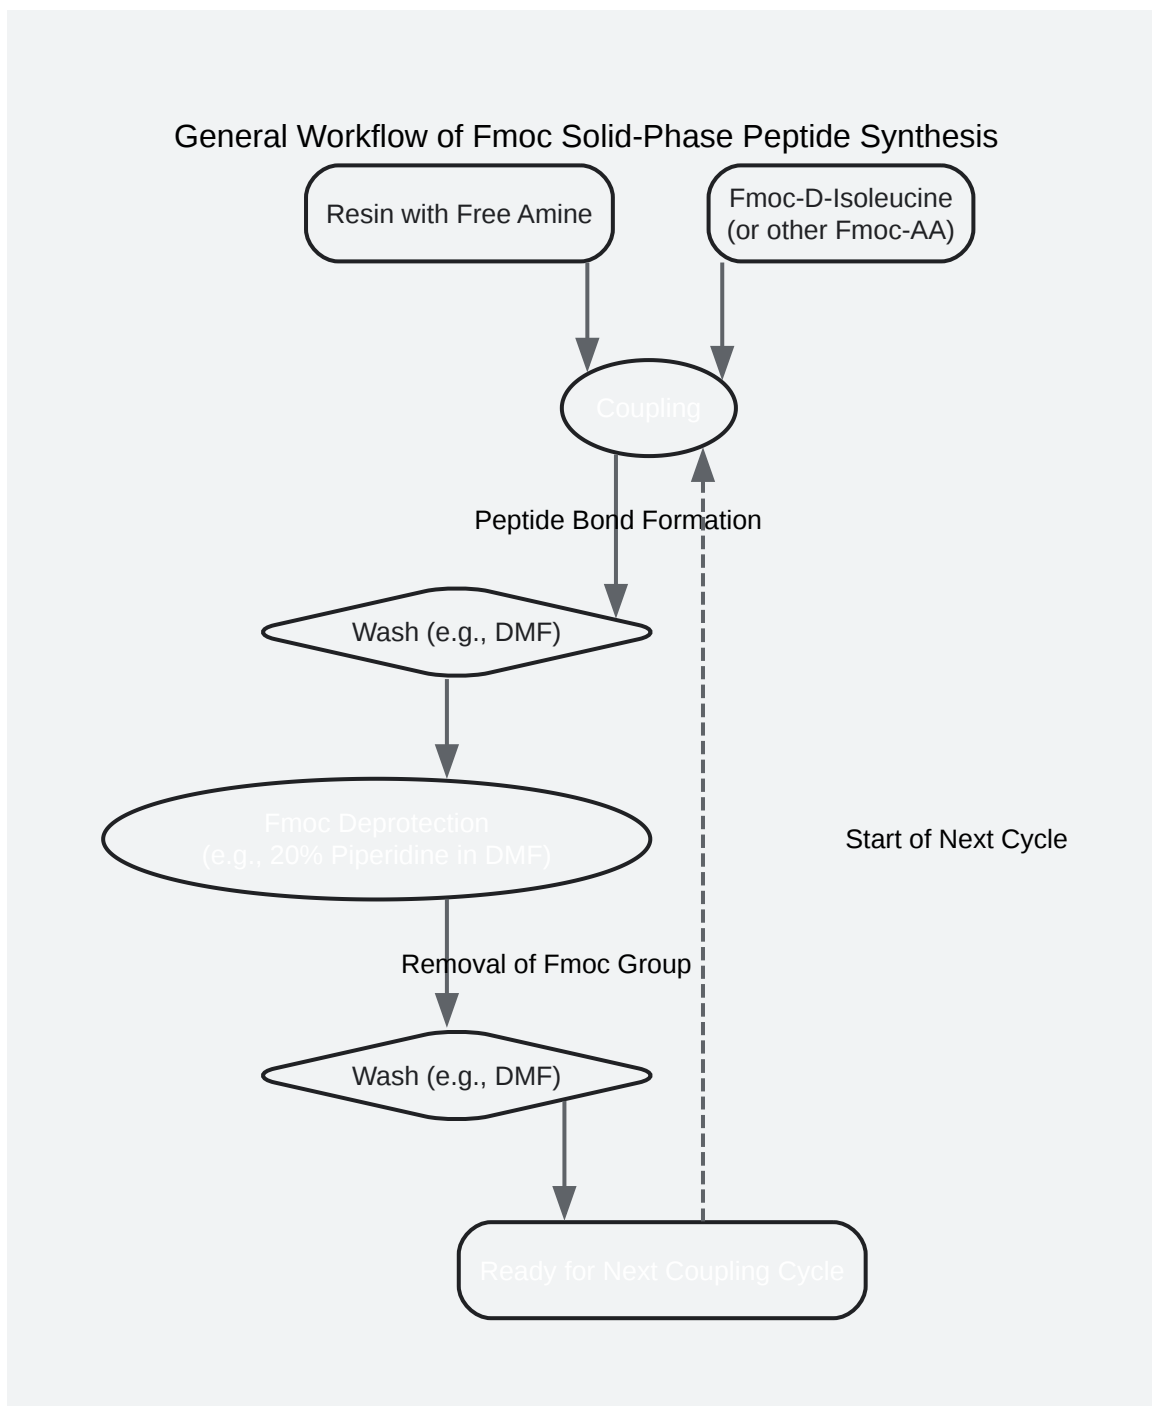 General Workflow of Fmoc Solid-Phase Peptide Synthesis
Resin with Free Amine
Fmoc-D-Isoleucine
(or other Fmoc-AA)
Coupling
Peptide Bond Formation
Wash (e.g., DMF)
Fmoc Deprotection
(e.g., 20% Piperidine in DMF)
Start of Next Cycle
Removal of Fmoc Group
Wash (e.g., DMF)
Ready for Next Coupling Cycle